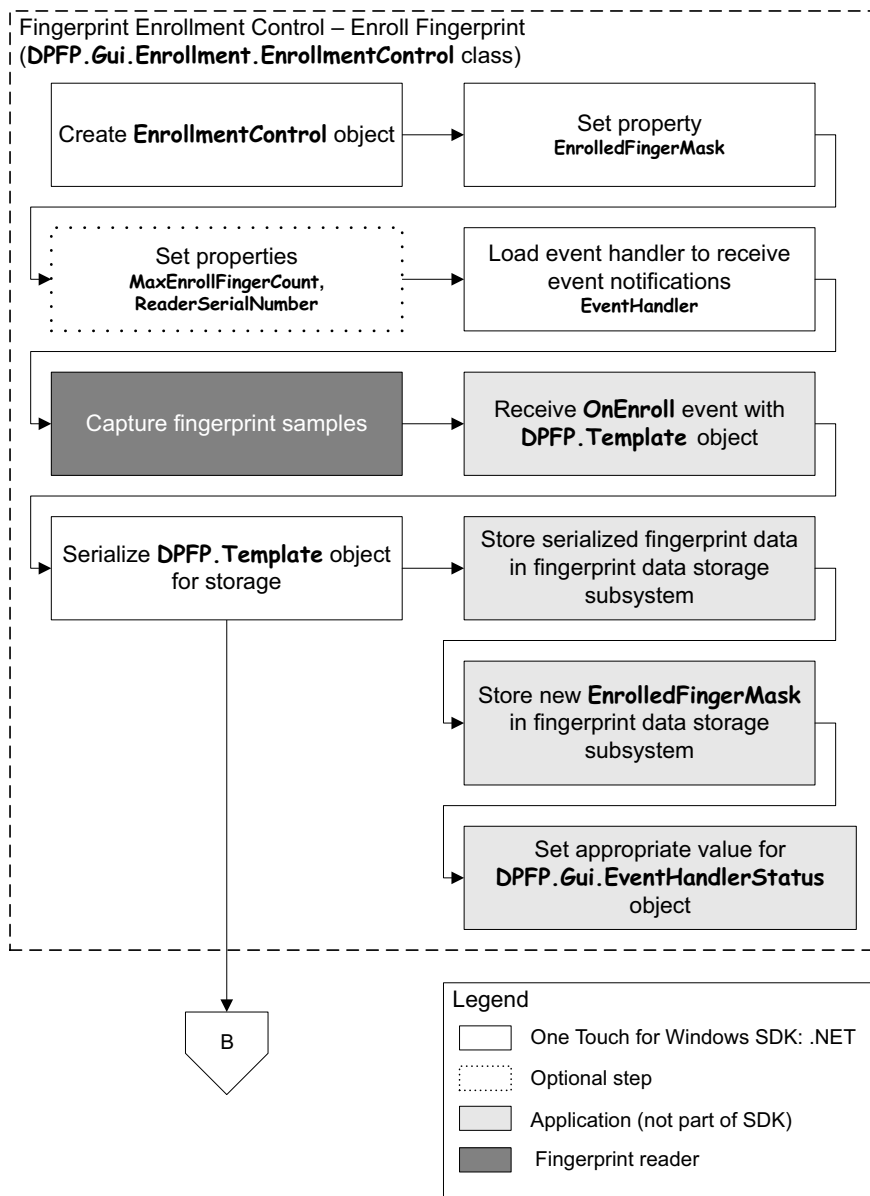 Fingerprint Enrollment Control – Enroll Fingerprint
(DPFP.Gui.Enrollment.EnrollmentControl class)
Create EnrollmentControl object
Set property
EnrolledFingerMask
Set properties
MaxEnrollFingerCount,
ReaderSerialNumber
Load event handler to receive
event notifications
EventHandler
Capture fingerprint samples
Receive OnEnroll event with
DPFP.Template object
Serialize DPFP.Template object
for storage
Store serialized fingerprint data
in fingerprint data storage
subsystem
Store new EnrolledFingerMask
in fingerprint data storage
subsystem
Set appropriate value for
DPFP.Gui.EventHandlerStatus
object
B
Legend
One Touch for Windows SDK: .NET
Optional step
Application (not part of SDK)
Fingerprint reader